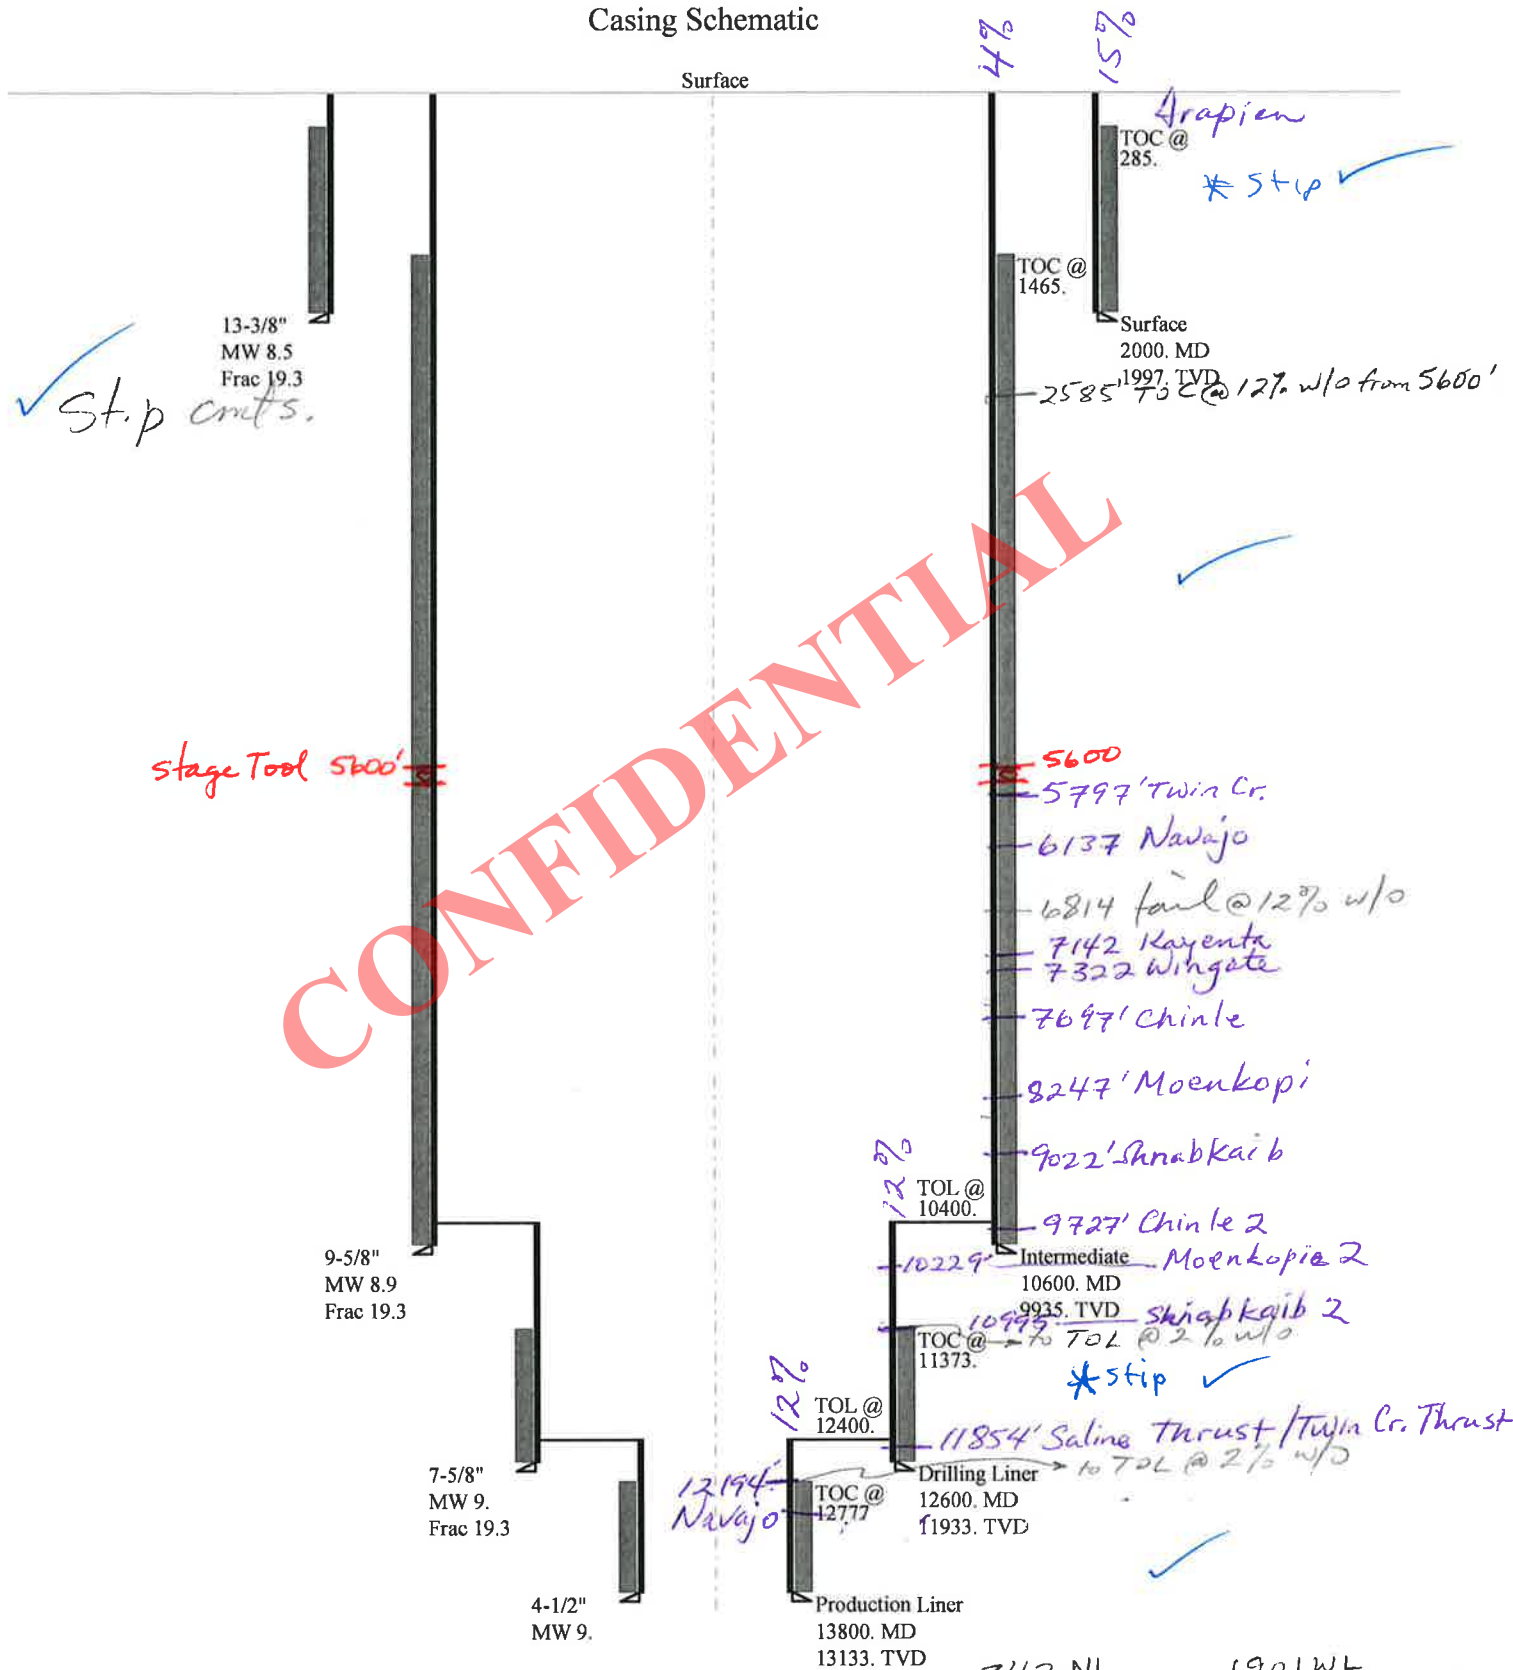 Casing Schematic
4%
15%
Surface
Arapien
TOC @
285.
* Stip
TOC @
1465.
13-3/8"
MW 8.5
Frac 19.3
Surface
2000. MD
1997. TVD
Stip cmts.
2585' TOC @ 12% w/o from 5600'
CONFIDENTIAL
stage Tool 5600'
5600
5797' Twin Cr.
6137 Navajo
6814 tail @ 12% w/o
7142 Kayenta
7322 Wingate
7697' Chinle
8247' Moenkopi
9022' Shnabkaib
12%
TOL @
10400.
9727' Chinle 2
9-5/8"
MW 8.9
Frac 19.3
10229' Moenkopie 2
Intermediate
10600. MD
9935. TVD
10995 Shnabkaib 2
to TOL @ 2% w/o
TOC @
11373.
* stip
12%
TOL @
12400.
11854' Saline Thrust/Twin Cr. Thrust
to TOL @ 2% w/o
7-5/8"
MW 9.
Frac 19.3
Drilling Liner
12600. MD
11933. TVD
12194'
Navajo
TOC @
12777
4-1/2"
MW 9.
Production Liner
13800. MD
13133. TVD